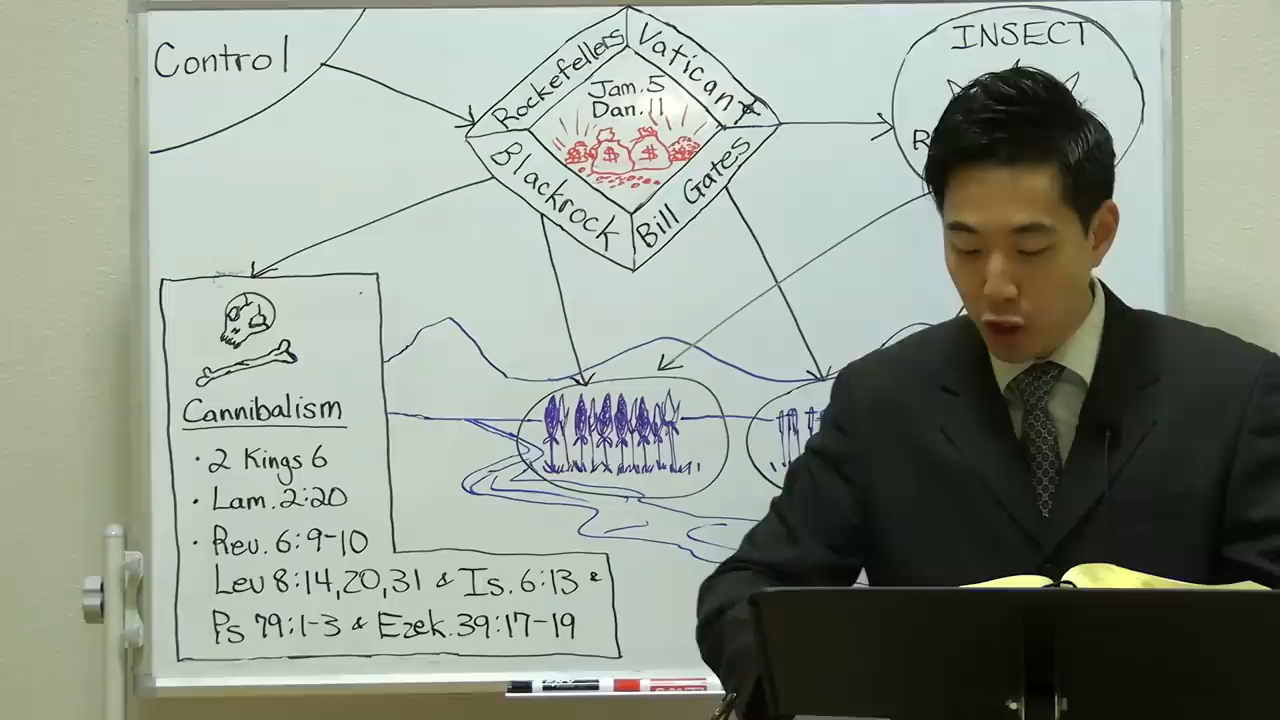 Control
Rockefellers
Vatican +
Jam. 5
Dan. 11
$ $
Blackrock
Bill Gates
INSECT
R
Cannibalism
· 2 Kings 6
· Lam. 2:20
· Rev. 6:9-10
Lev 8:14,20,31 & Is. 6:13 &
Ps 79:1-3 & Ezek. 39:17-19